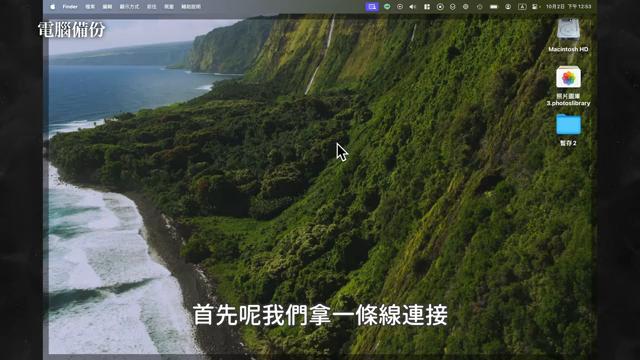 Finder 檔案 編輯 顯示方式 前往 視窗 輔助說明
10月2日 下午 12:53
電腦備份
Macintosh HD
照片圖庫
3.photoslibrary
暫存 2
首先呢我們拿一條線連接